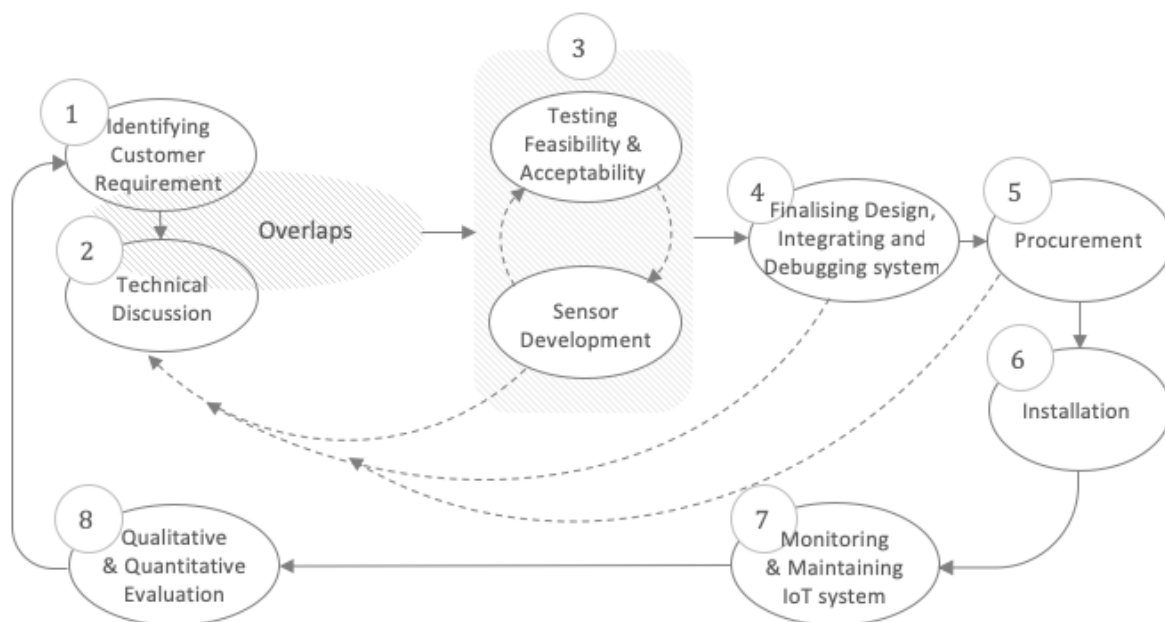 1
Identifying
Customer
Requirement
2
Technical
Discussion
Overlaps
3
Testing
Feasibility &
Acceptability
Sensor
Development
4
Finalising Design,
Integrating and
Debugging system
5
Procurement
6
Installation
7
Monitoring
& Maintaining
IoT system
8
Qualitative
& Quantitative
Evaluation